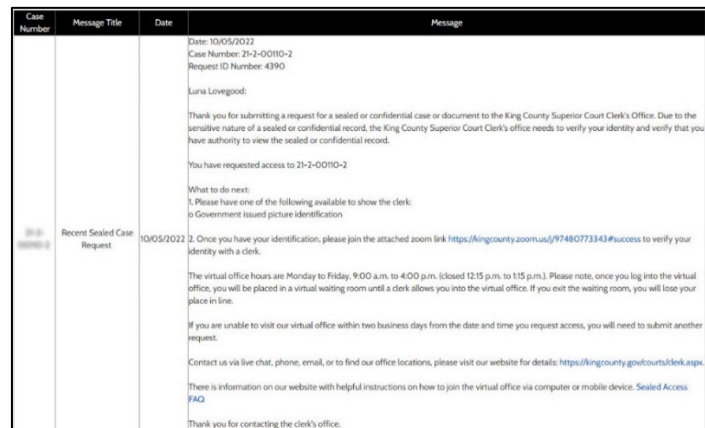 Case Number
Message Title
Date
Message
Date: 10/05/2022
Case Number: 21-2-00110-2
Request ID Number: 4390
Luna Lovegood:
Thank you for submitting a request for a sealed or confidential case or document to the King County Superior Court Clerk's Office. Due to the
sensitive nature of a sealed or confidential record, the King County Superior Court Clerk's office needs to verify your identity and verify that you
have authority to view the sealed or confidential record.
You have requested access to 21-2-00110-2
What to do next:
1. Please have one of the following available to show the clerk:
o Government issued picture identification
Recent Sealed Case
Request
10/05/2022
2. Once you have your identification, please join the attached zoom link https://kingcounty.zoom.us/j/97480773343#success to verify your
identity with a clerk.
The virtual office hours are Monday to Friday, 9:00 a.m. to 4:00 p.m. (closed 12:15 p.m. to 1:15 p.m.). Please note, once you log into the virtual
office, you will be placed in a virtual waiting room until a clerk allows you into the virtual office. If you exit the waiting room, you will lose your
place in line.
If you are unable to visit our virtual office within two business days from the date and time you request access, you will need to submit another
request.
Contact us via live chat, phone, email, or to find our office locations, please visit our website for details: https://kingcounty.gov/courts/clerk.aspx.
There is information on our website with helpful instructions on how to join the virtual office via computer or mobile device. Sealed Access
FAQ
Thank you for contacting the clerk's office.